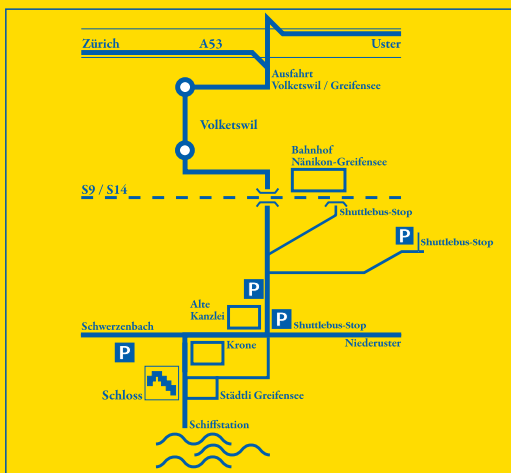 Zürich
A53
Uster
Ausfahrt
Volketswil / Greifensee
Volketswil
Bahnhof
Nänikon-Greifensee
S9 / S14
Shuttlebus-Stop
P
Shuttlebus-Stop
P
Alte
Kanzlei
P
Shuttlebus-Stop
Schwerzenbach
Niederuster
P
Krone
Schloss
Städtli Greifensee
Schiffstation